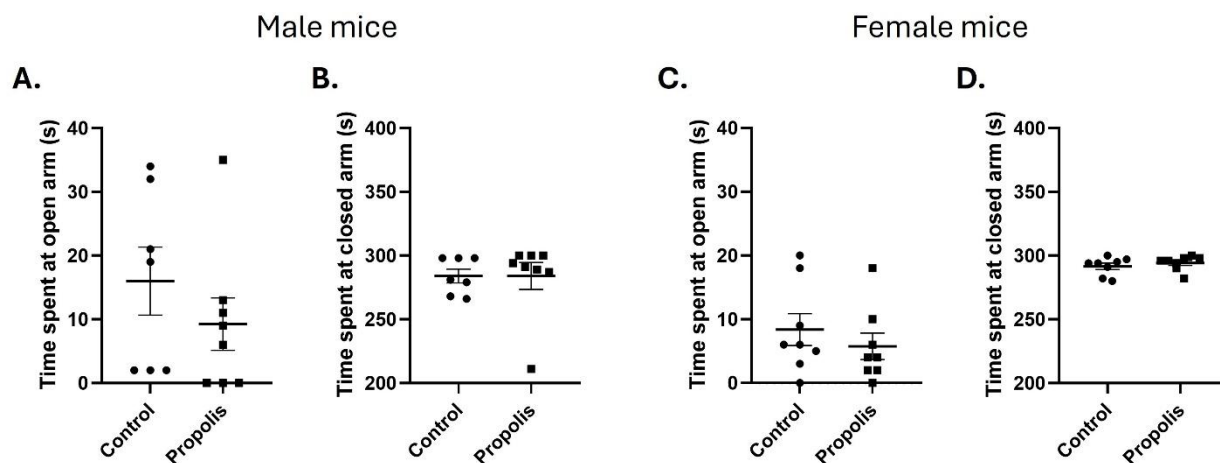 Male mice
Female mice
A.
B.
C.
D.
Time spent at open arm (s)
40
30
20
10
0
Control
Propolis
Time spent at closed arm (s)
400
350
300
250
200
Control
Propolis
Time spent at open arm (s)
40
30
20
10
0
Control
Propolis
Time spent at closed arm (s)
400
350
300
250
200
Control
Propolis